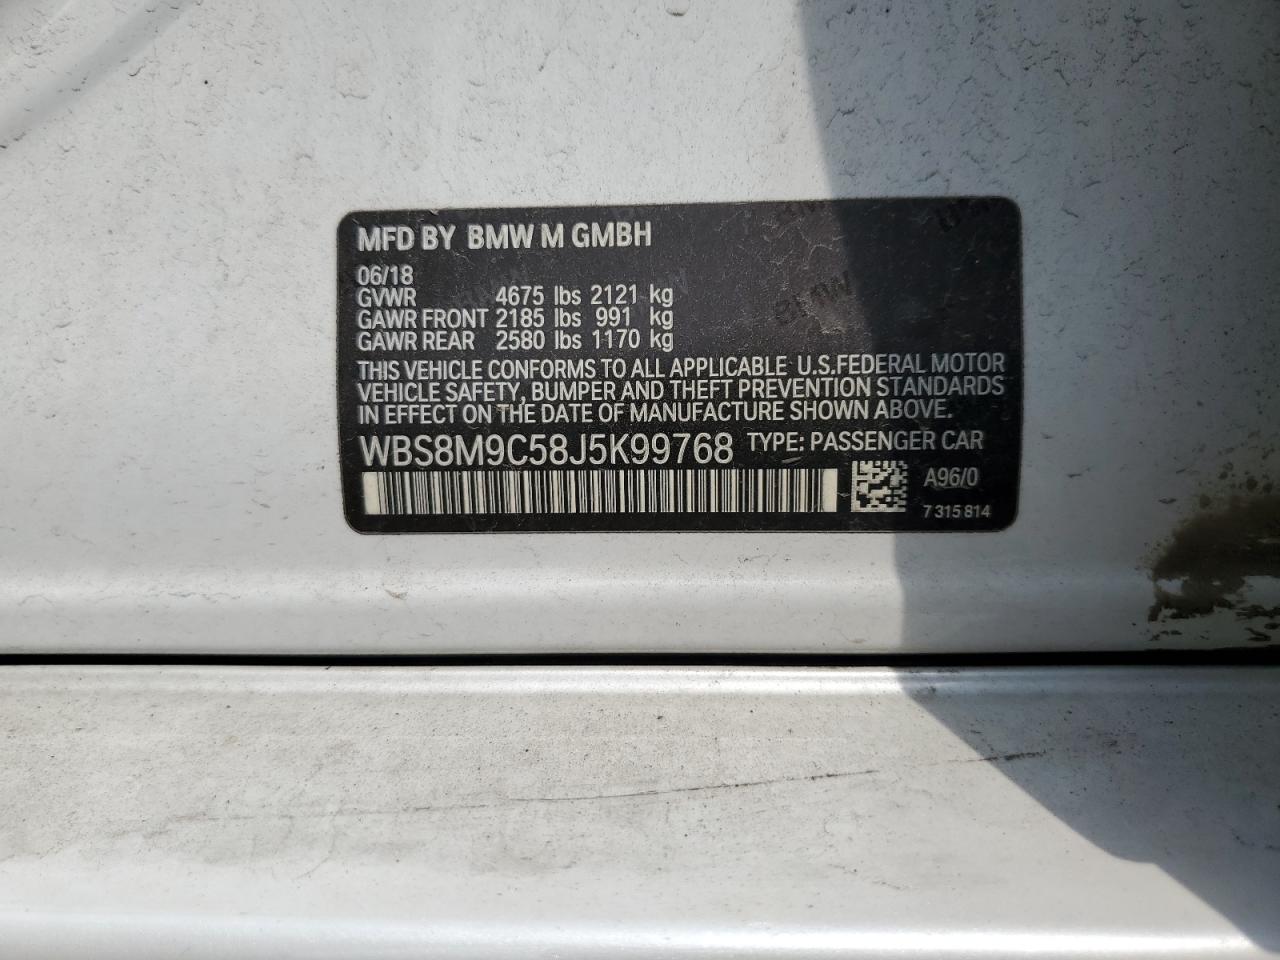 MFD BY BMW M GMBH
06/18
GVWR 4675 lbs 2121 kg
GAWR FRONT 2185 lbs 991 kg
GAWR REAR 2580 lbs 1170 kg
THIS VEHICLE CONFORMS TO ALL APPLICABLE U.S.FEDERAL MOTOR
VEHICLE SAFETY, BUMPER AND THEFT PREVENTION STANDARDS
IN EFFECT ON THE DATE OF MANUFACTURE SHOWN ABOVE.
WBS8M9C58J5K99768 TYPE: PASSENGER CAR
A96/0
7 315 814